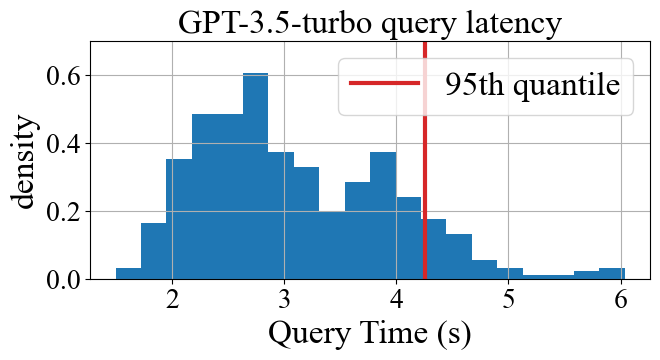 GPT-3.5-turbo query latency
95th quantile
density
0.6
0.4
0.2
0.0
2 3 4 5 6
Query Time (s)